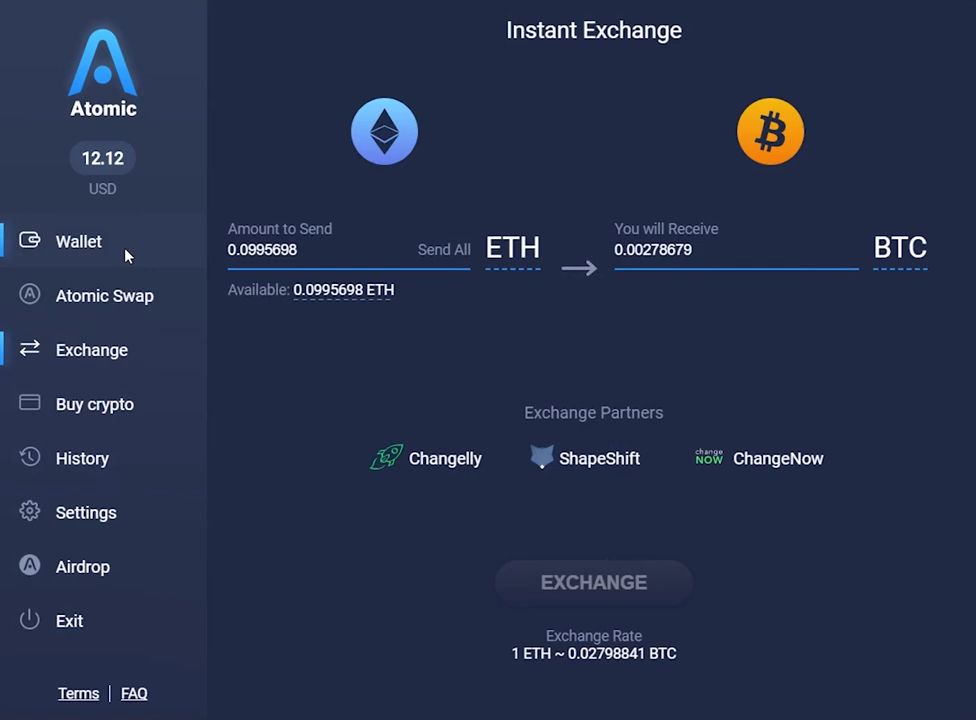 Atomic
12.12
USD
Wallet
Atomic Swap
Exchange
Buy crypto
History
Settings
Airdrop
Exit
Terms | FAQ
Instant Exchange
Amount to Send
0.0995698 Send All ETH
Available: 0.0995698 ETH
You will Receive
0.00278679 BTC
Exchange Partners
Changelly ShapeShift change NOW ChangeNow
EXCHANGE
Exchange Rate
1 ETH ~ 0.02798841 BTC